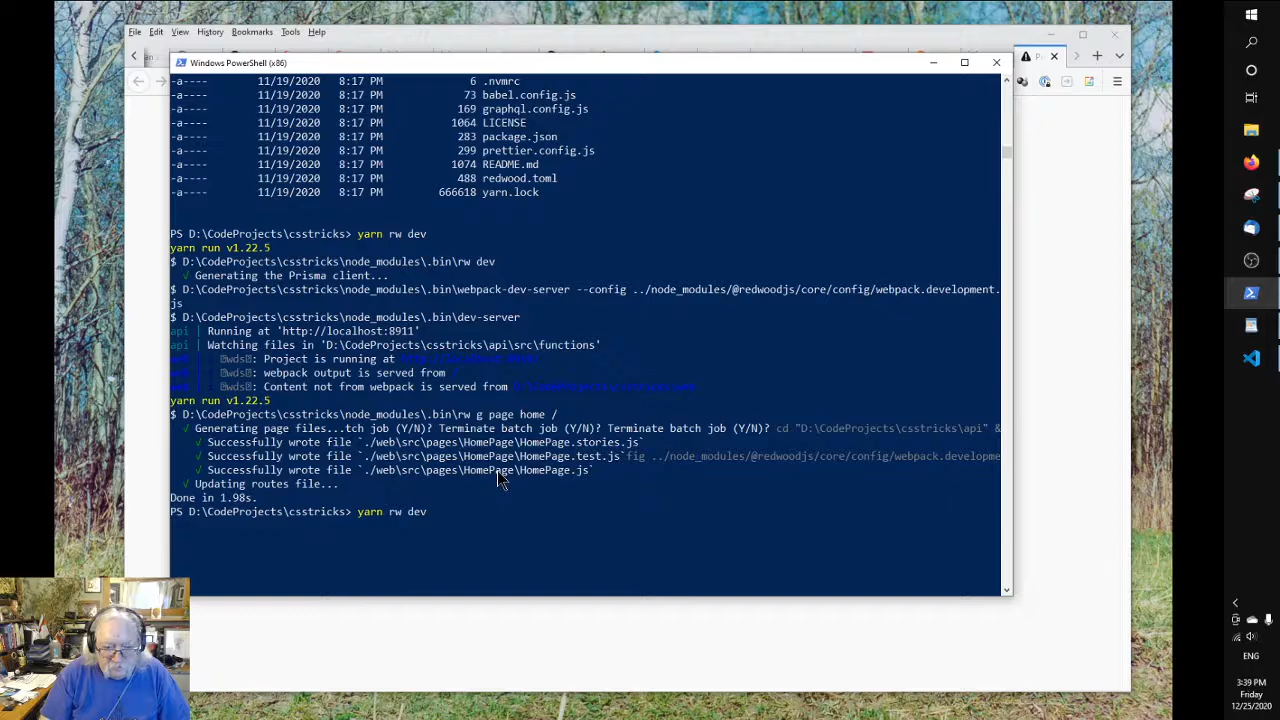 File Edit View History Bookmarks Tools Help
Windows PowerShell (x86)
-a---- 11/19/2020 8:17 PM 6 .nvmrc
-a---- 11/19/2020 8:17 PM 73 babel.config.js
-a---- 11/19/2020 8:17 PM 169 graphql.config.js
-a---- 11/19/2020 8:17 PM 1064 LICENSE
-a---- 11/19/2020 8:17 PM 283 package.json
-a---- 11/19/2020 8:17 PM 299 prettier.config.js
-a---- 11/19/2020 8:17 PM 1074 README.md
-a---- 11/19/2020 8:17 PM 488 redwood.toml
-a---- 11/19/2020 8:17 PM 666618 yarn.lock
PS D:\CodeProjects\csstricks> yarn rw dev
yarn run v1.22.5
$ D:\CodeProjects\csstricks\node_modules\.bin\rw dev
√ Generating the Prisma client...
$ D:\CodeProjects\csstricks\node_modules\.bin\webpack-dev-server --config ../node_modules/@redwoodjs/core/config/webpack.development.
js
$ D:\CodeProjects\csstricks\node_modules\.bin\dev-server
api | Running at 'http://localhost:8911'
api | Watching files in 'D:\CodeProjects\csstricks\api\src\functions'
wds: Project is running at
wds: webpack output is served from /
wds: Content not from webpack is served from
yarn run v1.22.5
$ D:\CodeProjects\csstricks\node_modules\.bin\rw g page home /
√ Generating page files...tch job (Y/N)? Terminate batch job (Y/N)? Terminate batch job (Y/N)? cd "D:\CodeProjects\csstricks\api" &
√ Successfully wrote file `./web\src\pages\HomePage\HomePage.stories.js`
√ Successfully wrote file `./web\src\pages\HomePage\HomePage.test.js`fig ../node_modules/@redwoodjs/core/config/webpack.developme
√ Successfully wrote file `./web\src\pages\HomePage\HomePage.js`
√ Updating routes file...
Done in 1.98s.
PS D:\CodeProjects\csstricks> yarn rw dev
ENG
3:39 PM
Friday
12/25/2020